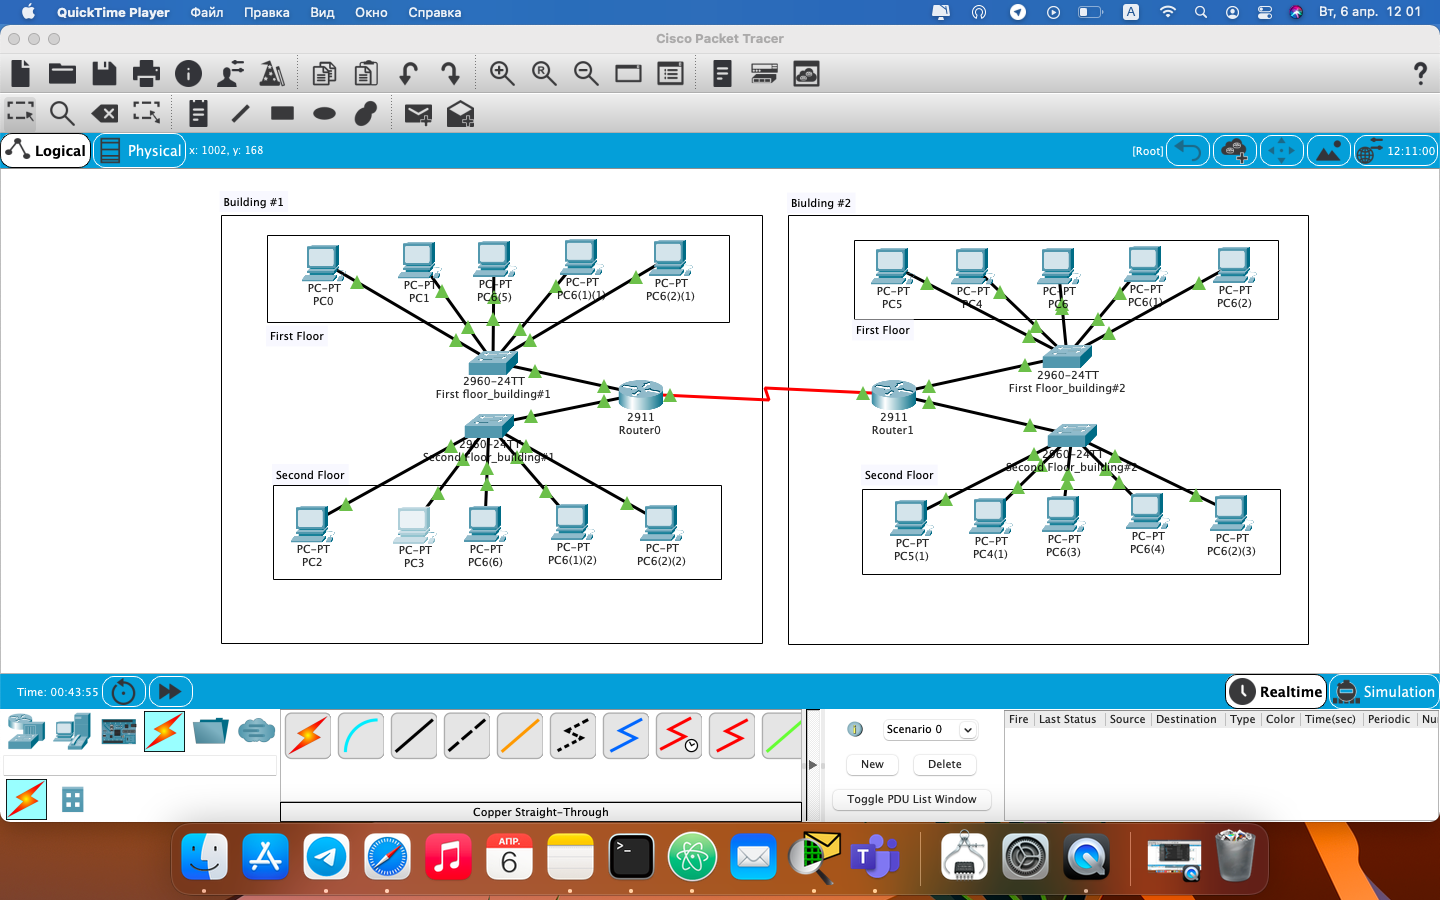 QuickTime Player Файл Правка Вид Окно Справка A Вт, 6 апр. 12 01
Cisco Packet Tracer
Logical Physical x: 1002, y: 168 [Root] 12:11:00
Building #1
Biulding #2
PC-PT
PC0
PC-PT
PC1
PC-PT
PC6(5)
PC-PT
PC6(1)(1)
PC-PT
PC6(2)(1)
PC-PT
PC5
PC-PT
PC4
PC-PT
PC6
PC-PT
PC6(1)
PC-PT
PC6(2)
First Floor
First Floor
2960-24TT
First floor_building#1
2960-24TT
First Floor_building#2
2911
Router0
2911
Router1
2960-24TT
Second Floor_building#1
2960-24TT
Second Floor_building#2
Second Floor
Second Floor
PC-PT
PC2
PC-PT
PC3
PC-PT
PC6(6)
PC-PT
PC6(1)(2)
PC-PT
PC6(2)(2)
PC-PT
PC5(1)
PC-PT
PC4(1)
PC-PT
PC6(3)
PC-PT
PC6(4)
PC-PT
PC6(2)(3)
Time: 00:43:55 Realtime Simulation
Scenario 0
New Delete
Toggle PDU List Window
Fire Last Status Source Destination Type Color Time(sec) Periodic Nu
Copper Straight-Through
АПР.
6